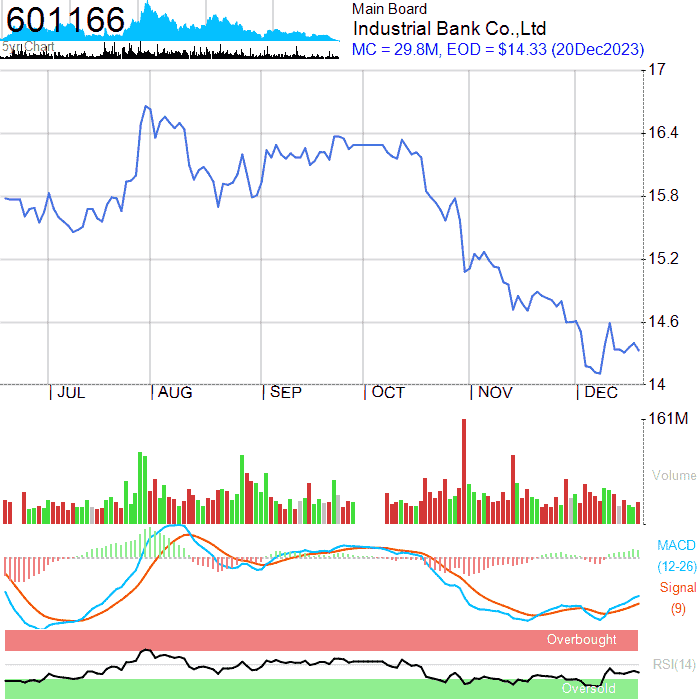 601166
5yr Chart
Main Board
Industrial Bank Co.,Ltd
MC = 29.8M, EOD = $14.33 (20Dec2023)
17
16.4
15.8
15.2
14.6
14
JUL AUG SEP OCT NOV DEC
161M
Volume
MACD
(12-26)
Signal
(9)
Overbought
RSI(14)
Oversold